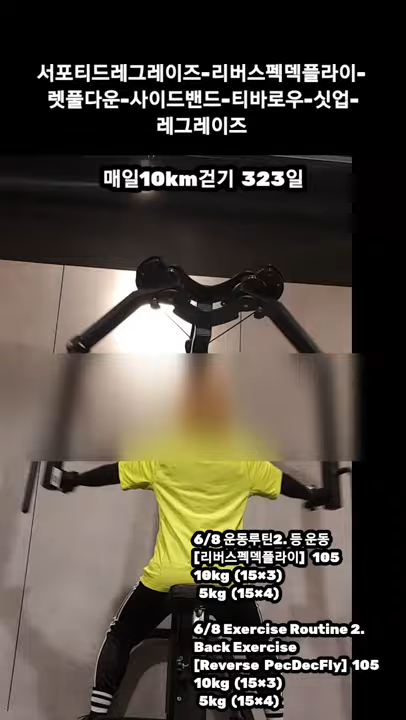 서포티드레그레이즈-리버스펙덱플라이-
렛풀다운-사이드밴드-티바로우-싯업-
레그레이즈
매일10km걷기 323일
6/8 운동루틴2. 등 운동
[리버스펙덱플라이] 105
10kg (15×3)
5kg (15×4)
6/8 Exercise Routine 2.
Back Exercise
[Reverse PecDecFly] 105
10kg (15×3)
5kg (15×4)